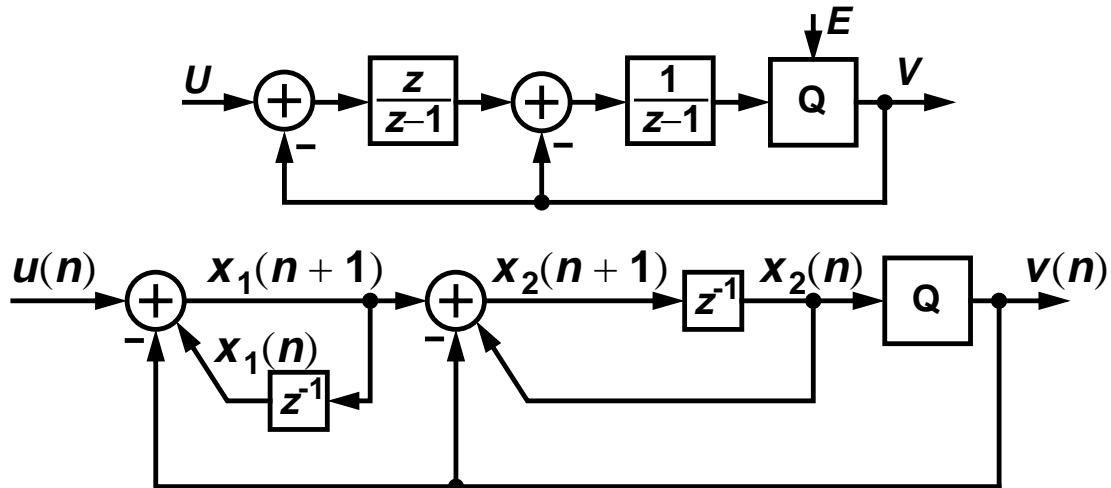 E
U + z/z–1 + 1/z–1 Q V
– –
u(n) + x1(n + 1) + x2(n + 1) z-1 x2(n) Q v(n)
– x1(n) –
z-1